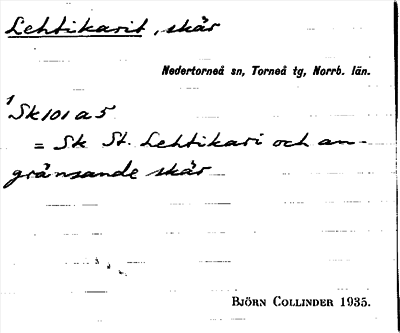 Lehtikarit, skär
Nedertorneå sn, Torneå tg, Norrb. län.
1 Sk 101 a 5
= Sk St. Lehtikari och an-
gränsande skär
BJÖRN COLLINDER 1935.